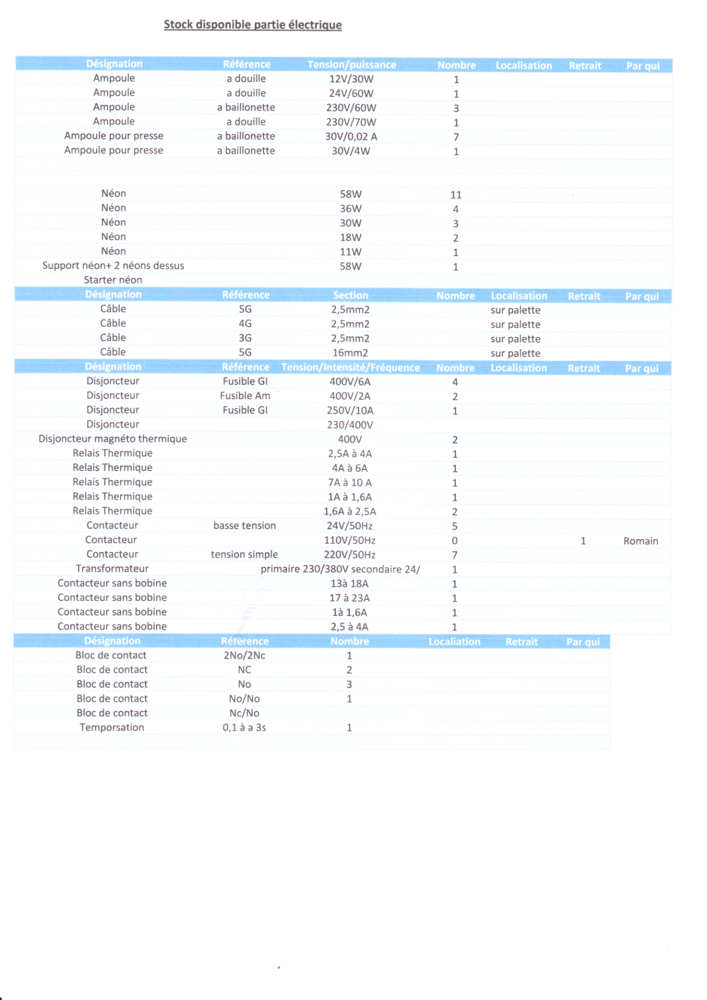 Stock disponible partie électrique
Désignation Référence Tension/puissance Nombre Localisation Retrait Par qui
Ampoule a douille 12V/30W 1
Ampoule a douille 24V/60W 1
Ampoule a baillonette 230V/60W 3
Ampoule a douille 230V/70W 1
Ampoule pour presse a baillonette 30V/0,02 A 7
Ampoule pour presse a baillonette 30V/4W 1
Néon 58W 11
Néon 36W 4
Néon 30W 3
Néon 18W 2
Néon 11W 1
Support néon+ 2 néons dessus 58W 1
Starter néon
Désignation Référence Section Nombre Localisation Retrait Par qui
Câble 5G 2,5mm2 sur palette
Câble 4G 2,5mm2 sur palette
Câble 3G 2,5mm2 sur palette
Câble 5G 16mm2 sur palette
Désignation Référence Tension/Intensité/Fréquence Nombre Localisation Retrait Par qui
Disjoncteur Fusible Gl 400V/6A 4
Disjoncteur Fusible Am 400V/2A 2
Disjoncteur Fusible Gl 250V/10A 1
Disjoncteur 230/400V
Disjoncteur magnéto thermique 400V 2
Relais Thermique 2,5A à 4A 1
Relais Thermique 4A à 6A 1
Relais Thermique 7A à 10 A 1
Relais Thermique 1A à 1,6A 1
Relais Thermique 1,6A à 2,5A 2
Contacteur basse tension 24V/50Hz 5
Contacteur 110V/50Hz 0 1 Romain
Contacteur tension simple 220V/50Hz 7
Transformateur primaire 230/380V secondaire 24/ 1
Contacteur sans bobine 13à 18A 1
Contacteur sans bobine 17 à 23A 1
Contacteur sans bobine 1à 1,6A 1
Contacteur sans bobine 2,5 à 4A 1
Désignation Référence Nombre Localiation Retrait Par qui
Bloc de contact 2No/2Nc 1
Bloc de contact NC 2
Bloc de contact No 3
Bloc de contact No/No 1
Bloc de contact Nc/No
Temporsation 0,1 à a 3s 1